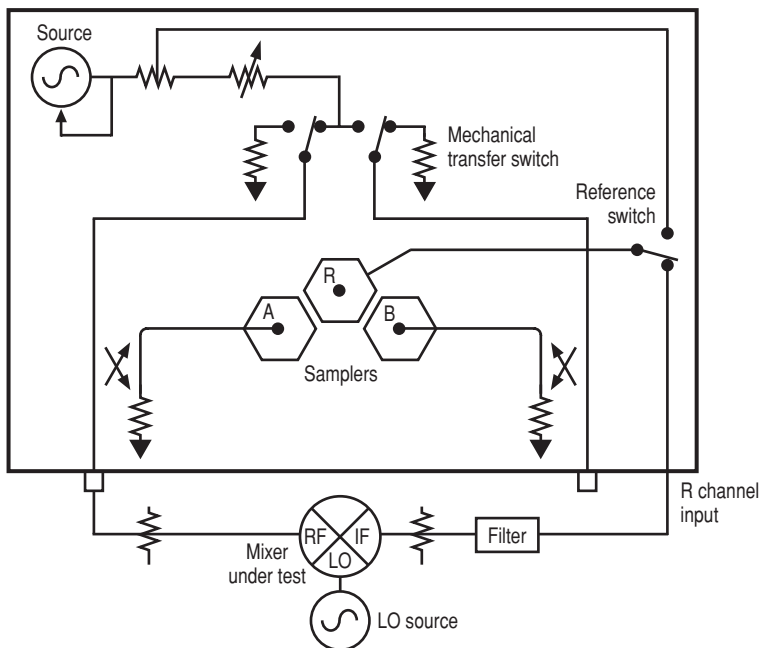 Source
Mechanical
transfer switch
Reference
switch
R
A
B
Samplers
R channel
input
RF
IF
LO
Filter
Mixer
under test
LO source